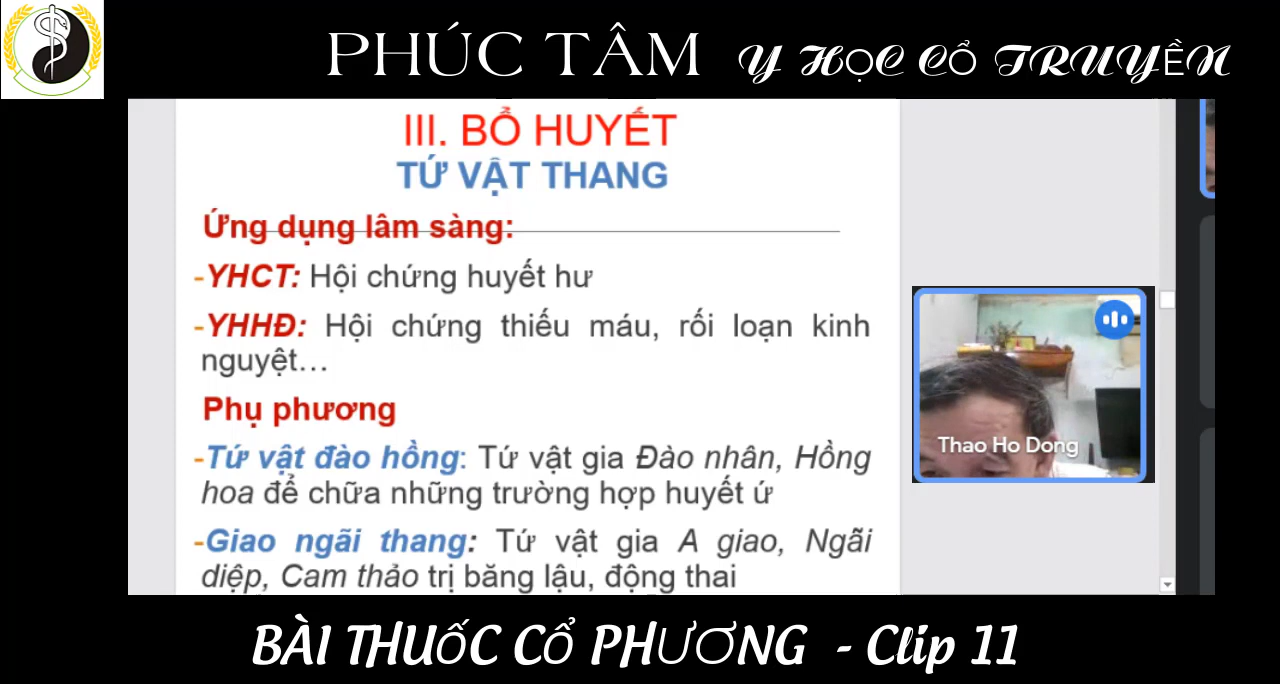 PHÚC TÂM Y HỌC CỔ TRUYỀN
III. BỔ HUYẾT
TỨ VẬT THANG
Ứng dụng lâm sàng:
-YHCT: Hội chứng huyết hư
-YHHĐ: Hội chứng thiếu máu, rối loạn kinh
nguyệt...
Phụ phương
-Tứ vật đào hồng: Tứ vật gia Đào nhân, Hồng
hoa để chữa những trường hợp huyết ứ
-Giao ngãi thang: Tứ vật gia A giao, Ngãi
diệp, Cam thảo trị băng lậu, động thai
Thao Ho Dong
BÀI THUỐC CỔ PHƯƠNG - Clip 11